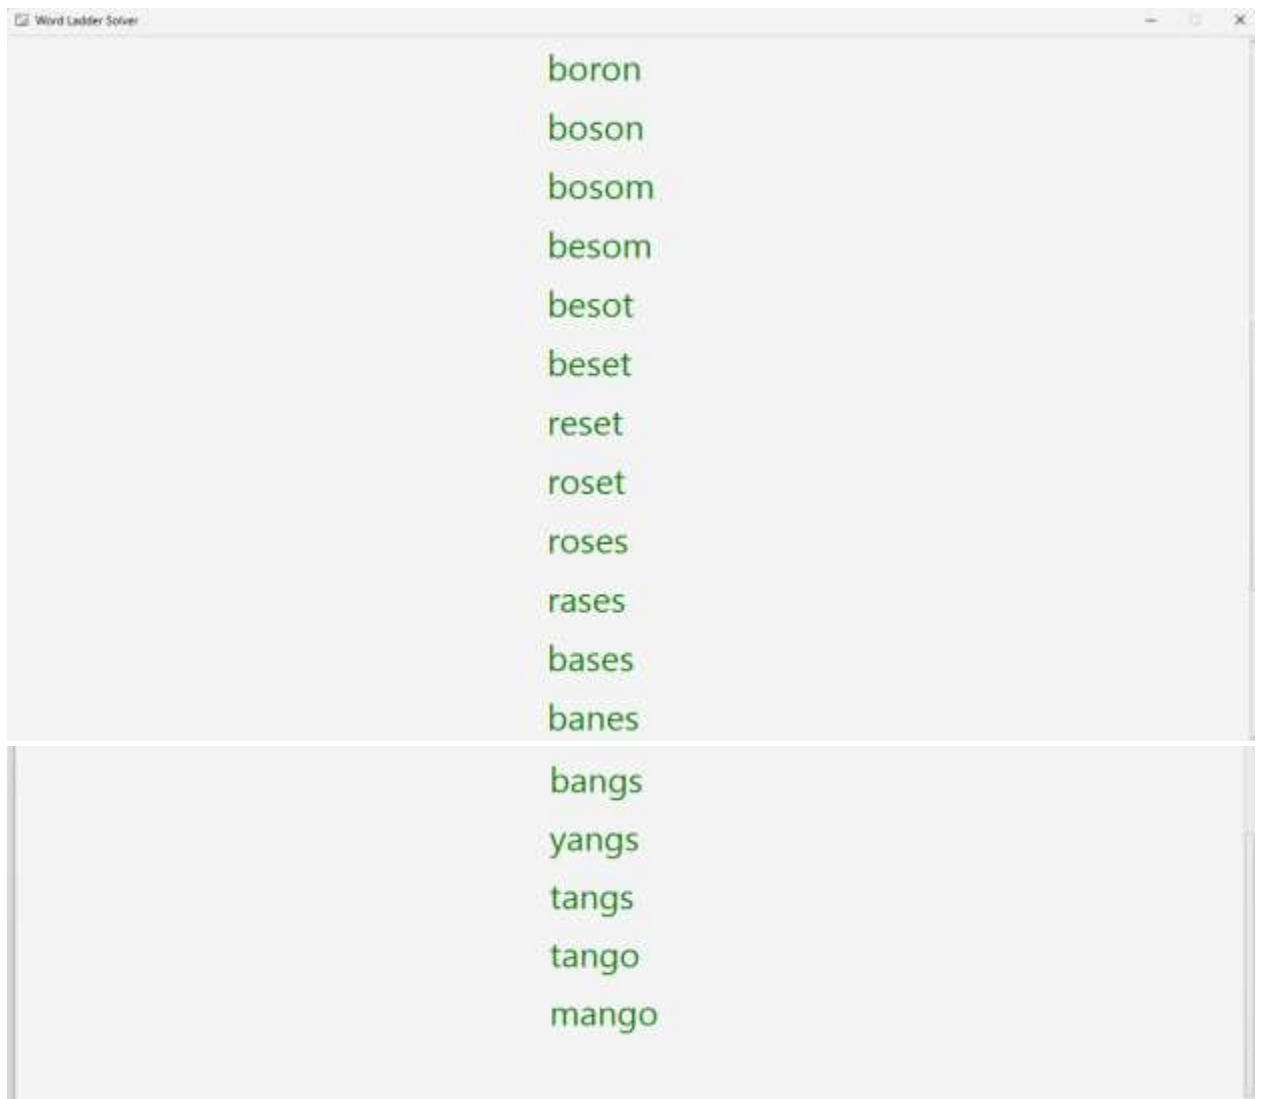 Word Ladder Solver
boron
boson
bosom
besom
besot
beset
reset
roset
roses
rases
bases
banes
bangs
yangs
tangs
tango
mango